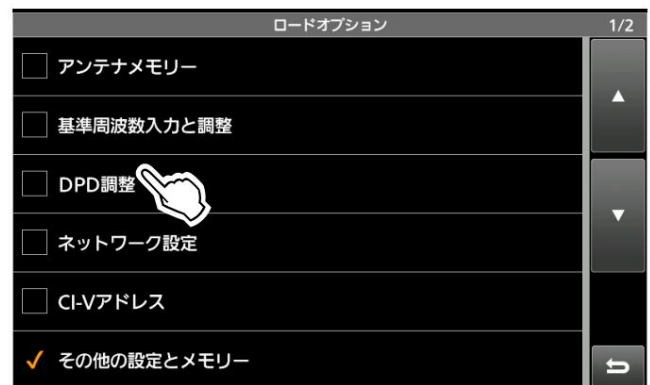 ロードオプション 1/2
アンテナメモリー
基準周波数入力と調整
DPD調整
ネットワーク設定
CI-Vアドレス
その他の設定とメモリー